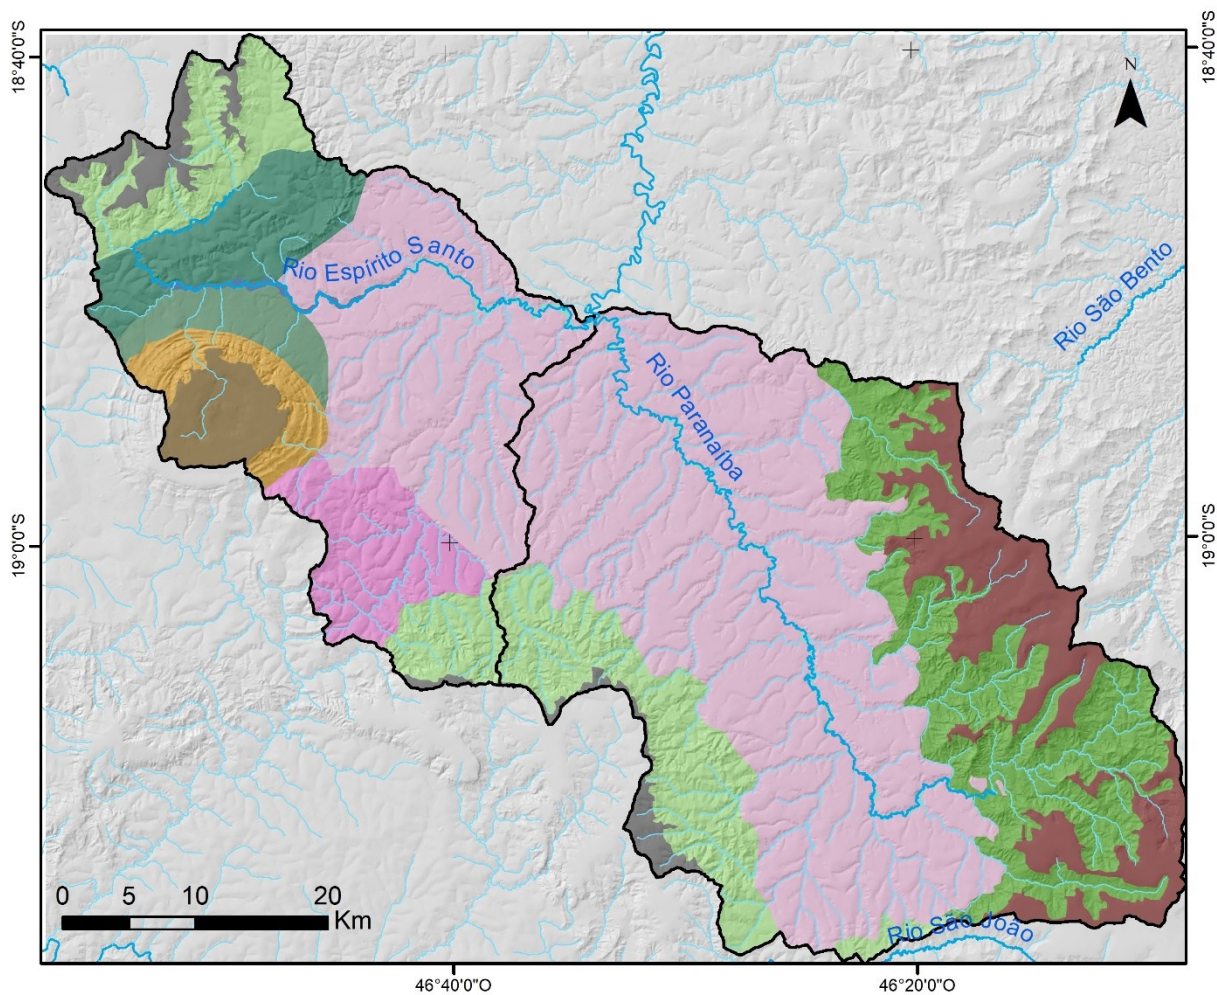 18°40'0"S
18°40'0"S
N
Rio Espírito Santo
Rio São Bento
Rio Paranaíba
19°0'0"S
19°0'0"S
0 5 10 20
Km
Rio São João
46°40'0"O
46°20'0"O